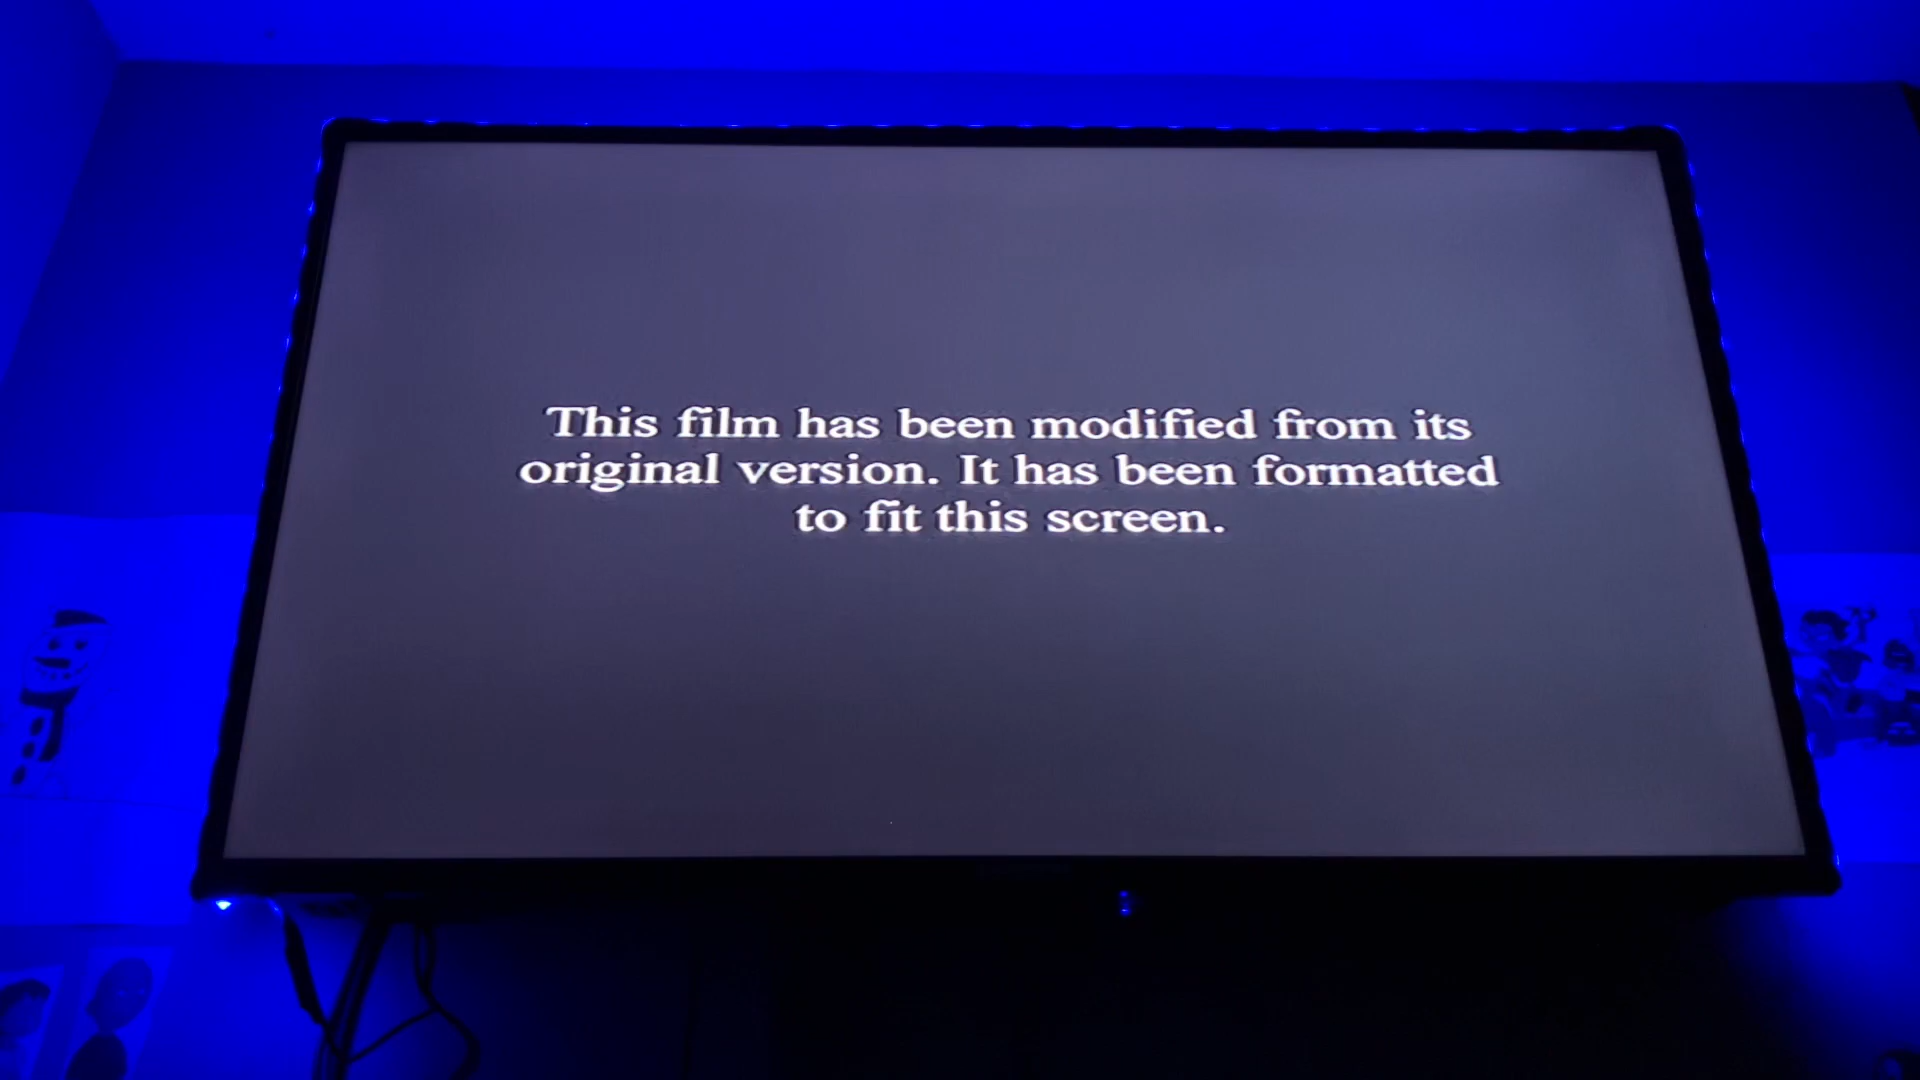 This film has been modified from its
original version. It has been formatted
to fit this screen.